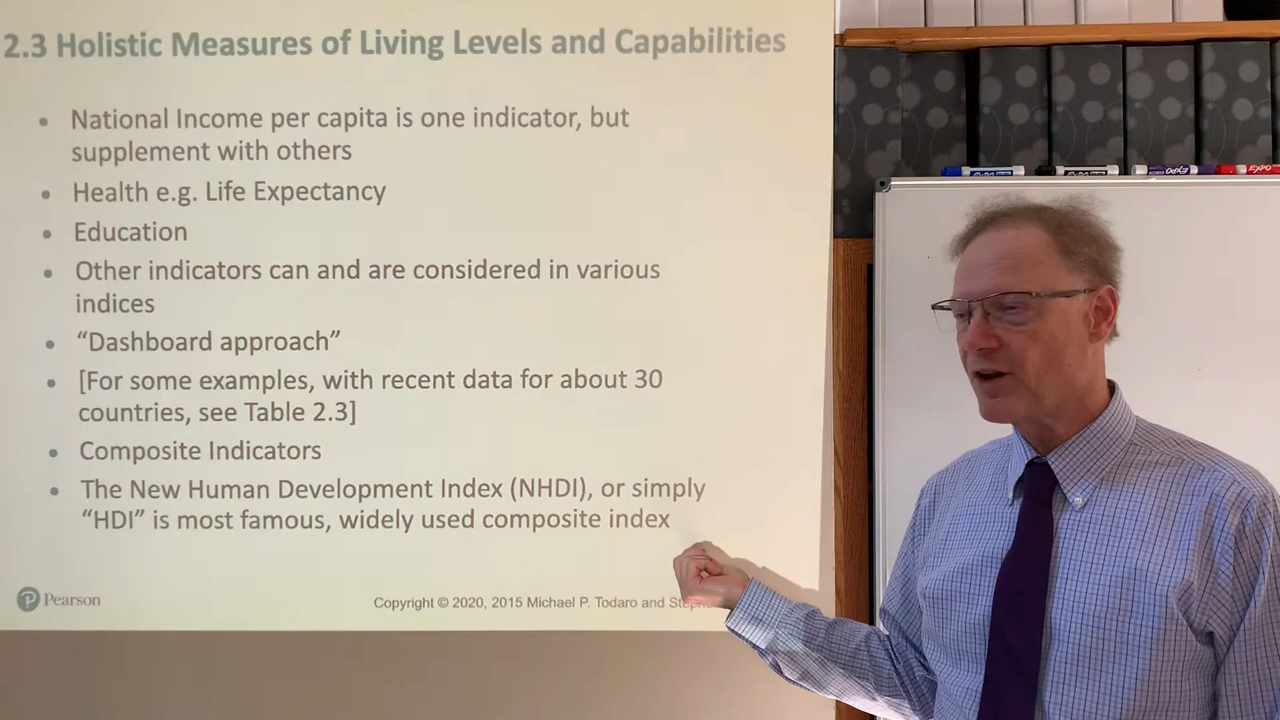 2.3 Holistic Measures of Living Levels and Capabilities
• National Income per capita is one indicator, but
supplement with others
• Health e.g. Life Expectancy
• Education
• Other indicators can and are considered in various
indices
• “Dashboard approach”
• [For some examples, with recent data for about 30
countries, see Table 2.3]
• Composite Indicators
• The New Human Development Index (NHDI), or simply
“HDI” is most famous, widely used composite index
Pearson
Copyright © 2020, 2015 Michael P. Todaro and
EXPO
EXPO